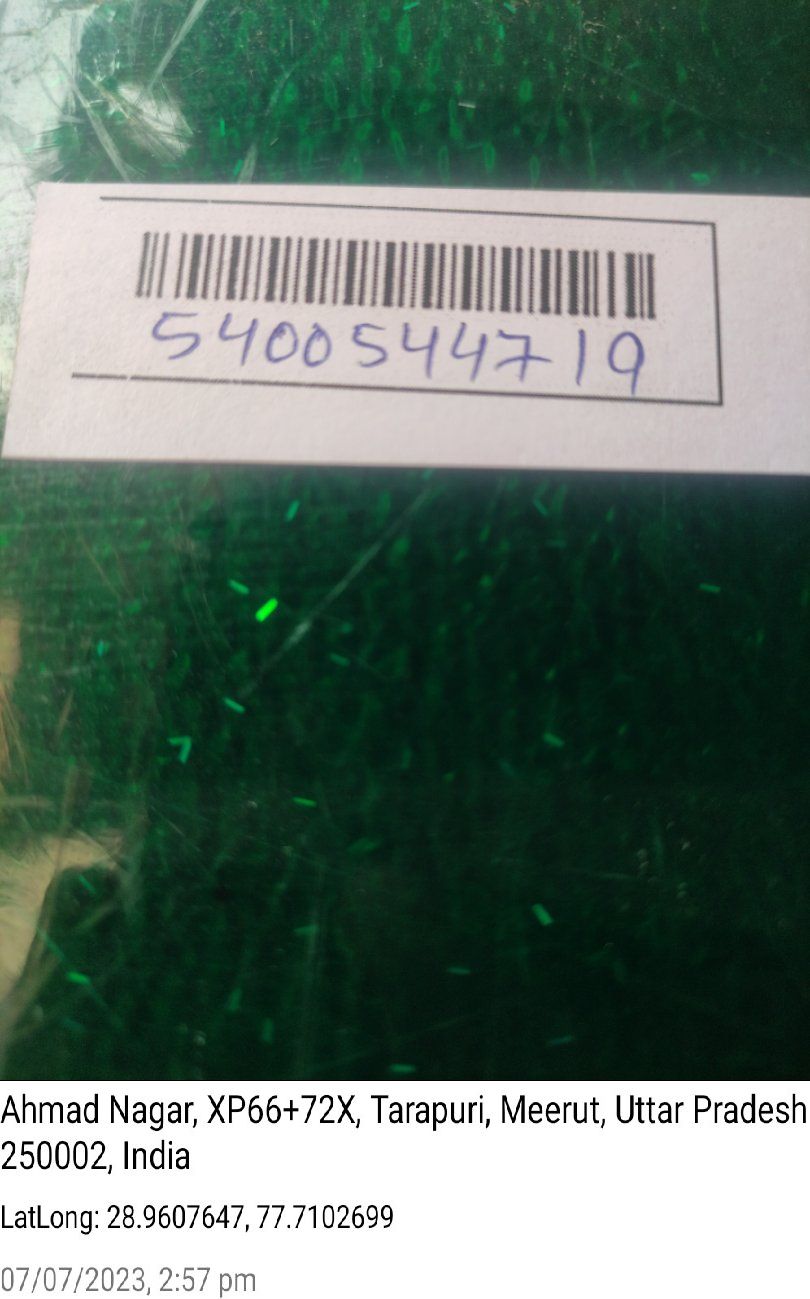 5400544719
Ahmad Nagar, XP66+72X, Tarapuri, Meerut, Uttar Pradesh
250002, India
LatLong: 28.9607647, 77.7102699
07/07/2023, 2:57 pm